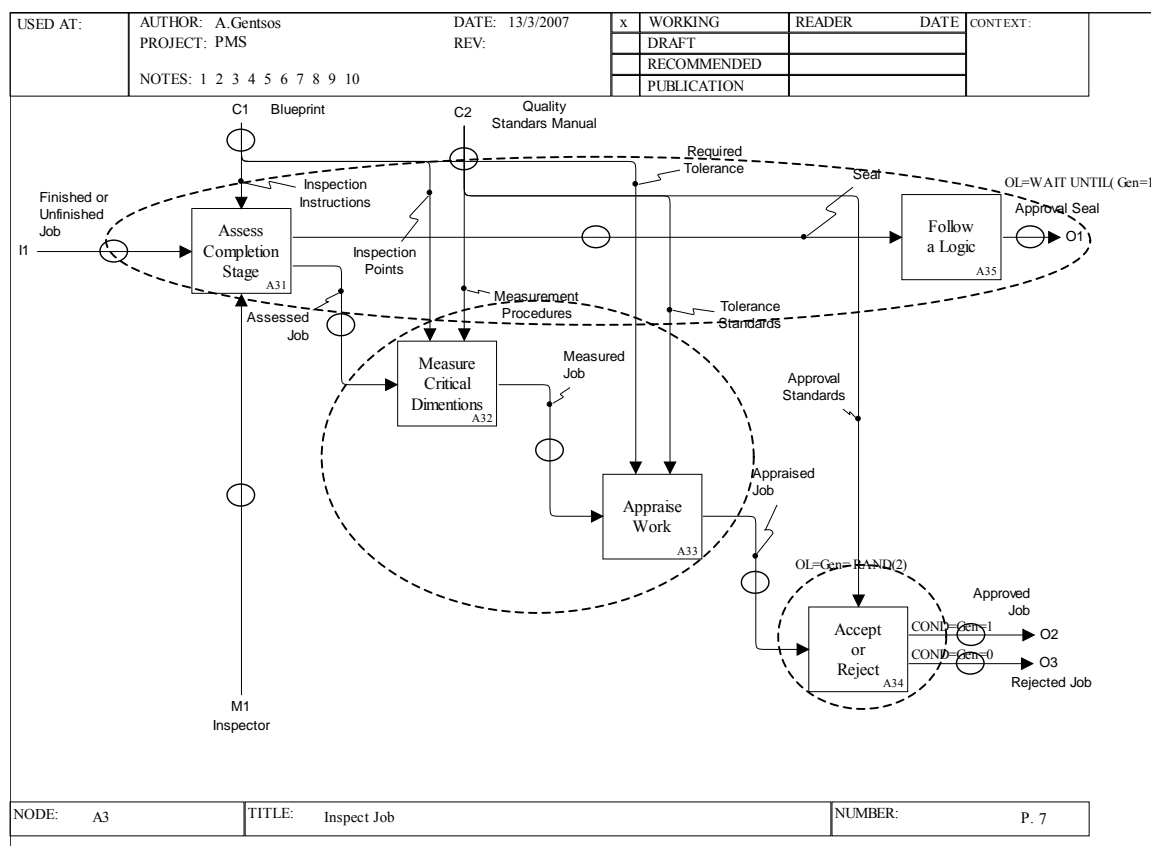 USED AT:
AUTHOR: A.Gentsos
DATE: 13/3/2007
PROJECT: PMS
REV:
NOTES: 1 2 3 4 5 6 7 8 9 10
x WORKING
DRAFT
RECOMMENDED
PUBLICATION
READER DATE
CONTEXT:
C1 Blueprint
C2
Quality
Standars Manual
Required
Tolerance
Seal
OL=WAIT UNTIL( Gen=1
Finished or
Unfinished
Job
Inspection
Instructions
Approval Seal
I1
Assess
Completion
Stage
A31
Inspection
Points
Follow
a Logic
A35
O1
Assessed
Job
Measurement
Procedures
Tolerance
Standards
Measure
Critical
Dimentions
A32
Measured
Job
Approval
Standards
Appraised
Job
Appraise
Work
A33
OL=Gen= RAND(2)
Accept
or
Reject
A34
Approved
Job
COND=Gen=1
O2
COND=Gen=0
O3
Rejected Job
M1
Inspector
NODE: A3
TITLE: Inspect Job
NUMBER: P. 7